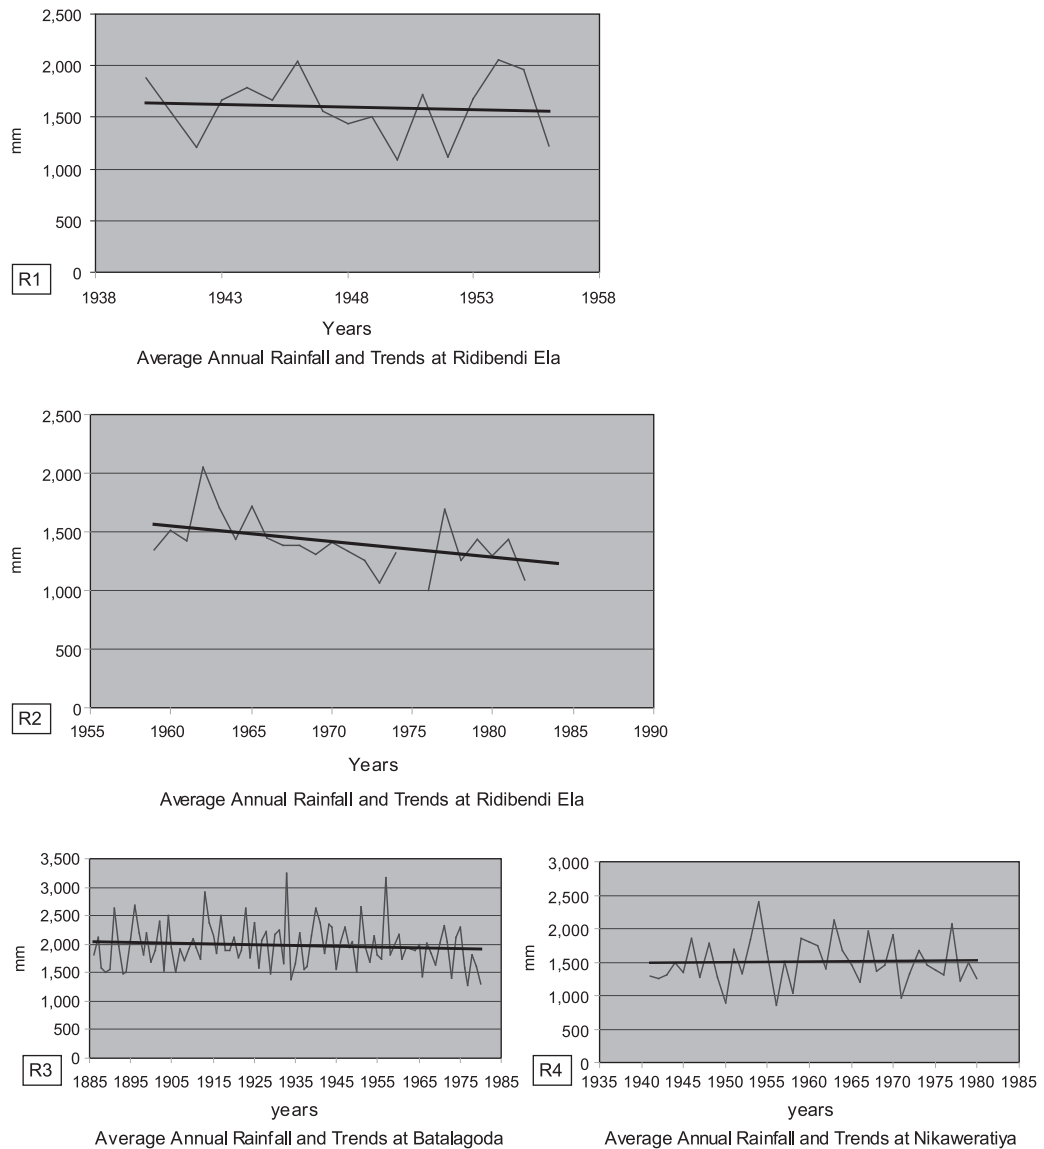 2,500
2,000
1,500
1,000
500
0
mm
R1
1938 1943 1948 1953 1958
Years
Average Annual Rainfall and Trends at Ridibendi Ela
2,500
2,000
1,500
1,000
500
0
mm
R2
1955 1960 1965 1970 1975 1980 1985 1990
Years
Average Annual Rainfall and Trends at Ridibendi Ela
3,500
3,000
2,500
2,000
1,500
1,000
500
0
mm
R3
1885 1895 1905 1915 1925 1935 1945 1955 1965 1975 1985
years
Average Annual Rainfall and Trends at Batalagoda
3,000
2,500
2,000
1,500
1,000
500
0
mm
R4
1935 1940 1945 1950 1955 1960 1965 1970 1975 1980 1985
years
Average Annual Rainfall and Trends at Nikaweratiya